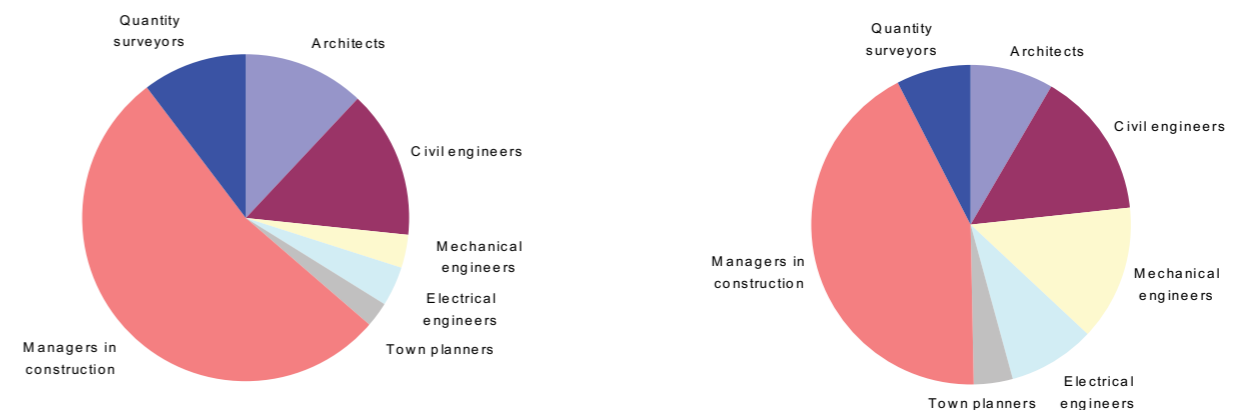 Quantity
surveyors
Architects
Civil engineers
Mechanical
engineers
Electrical
engineers
Town planners
Managers in
construction
Quantity
surveyors
Architects
Civil engineers
Mechanical
engineers
Electrical
engineers
Town planners
Managers in
construction